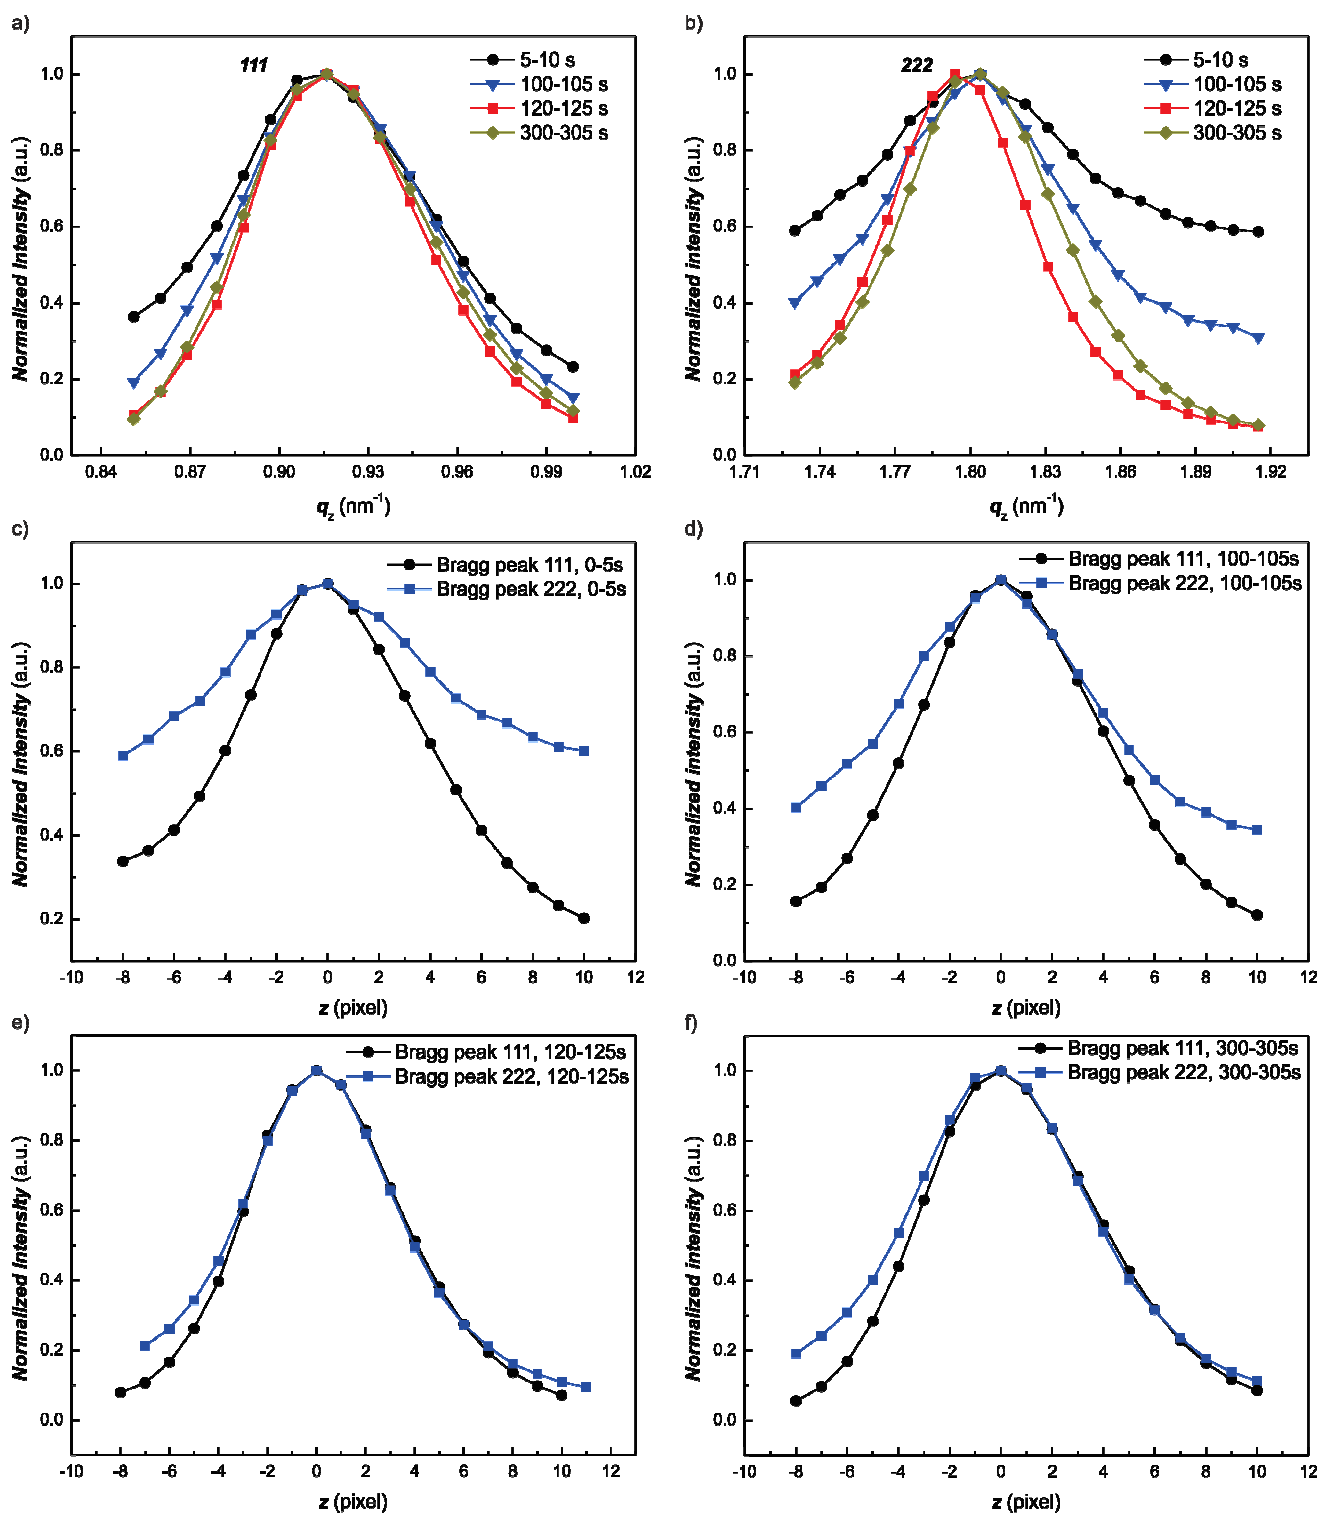 a)
111
5-10 s
100-105 s
120-125 s
300-305 s
1.0
0.8
0.6
0.4
0.2
0.0
Normalized Intensity (a.u.)
0.84
0.87
0.90
0.93
0.96
0.99
1.02
qz (nm-1)
b)
222
5-10 s
100-105 s
120-125 s
300-305 s
1.0
0.8
0.6
0.4
0.2
0.0
Normalized intensity (a.u.)
1.71
1.74
1.77
1.80
1.83
1.86
1.89
1.92
qz (nm-1)
c)
Bragg peak 111, 0-5s
Bragg peak 222, 0-5s
1.0
0.8
0.6
0.4
0.2
Normalized Intensity (a.u.)
-10
-8
-6
-4
-2
0
2
4
6
8
10
12
z (pixel)
d)
Bragg peak 111, 100-105s
Bragg peak 222, 100-105s
1.0
0.8
0.6
0.4
0.2
0.0
Normalized intensity (a.u.)
-10
-8
-6
-4
-2
0
2
4
6
8
10
12
z (pixel)
e)
Bragg peak 111, 120-125s
Bragg peak 222, 120-125s
1.0
0.8
0.6
0.4
0.2
0.0
Normalized Intensity (a.u.)
-10
-8
-6
-4
-2
0
2
4
6
8
10
12
z (pixel)
f)
Bragg peak 111, 300-305s
Bragg peak 222, 300-305s
1.0
0.8
0.6
0.4
0.2
0.0
Normalized Intensity (a.u.)
-10
-8
-6
-4
-2
0
2
4
6
8
10
12
z (pixel)